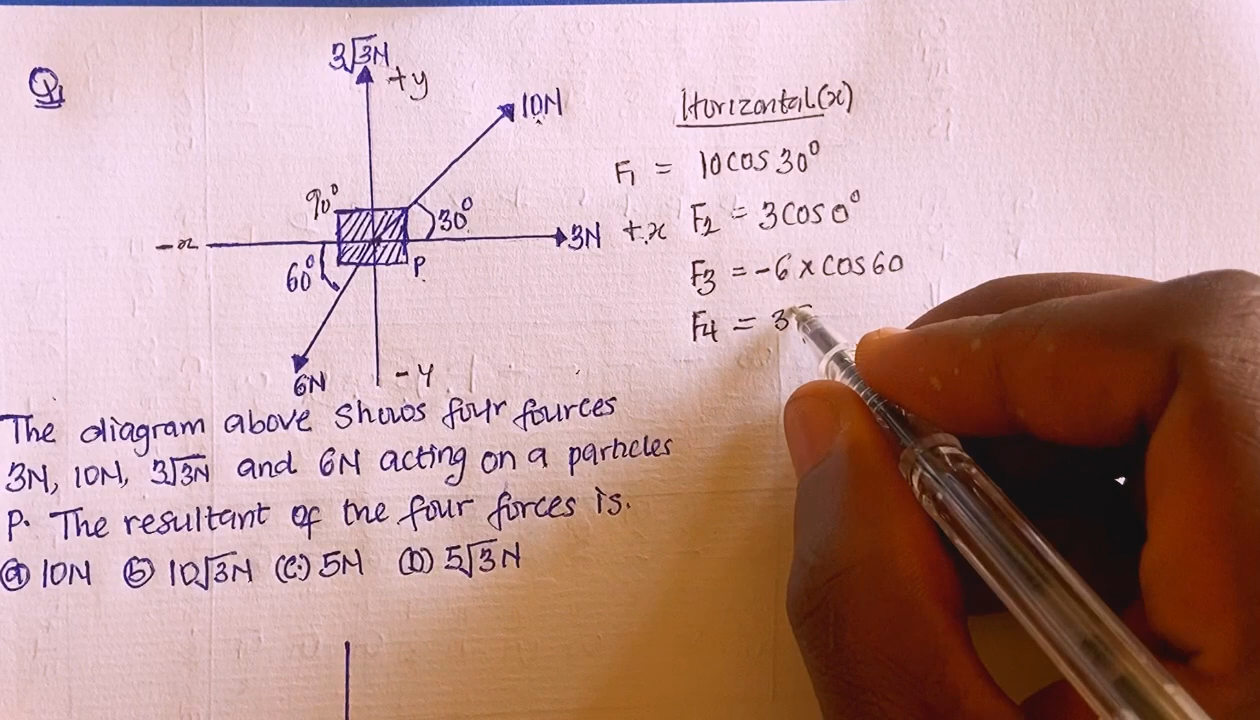 Q1
3√3N
+y
10N
90°
30°
-x
3N +x
60°
P
6N
-y
Horizontal(x)
F1 = 10cos30°
F2 = 3cos0°
F3 = -6×cos60
F4 = 3√
The diagram above shows four fources
3N, 10N, 3√3N and 6N acting on a particles
P. The resultant of the four forces is.
(a) 10N (b) 10√3N (c) 5N (D) 5√3N